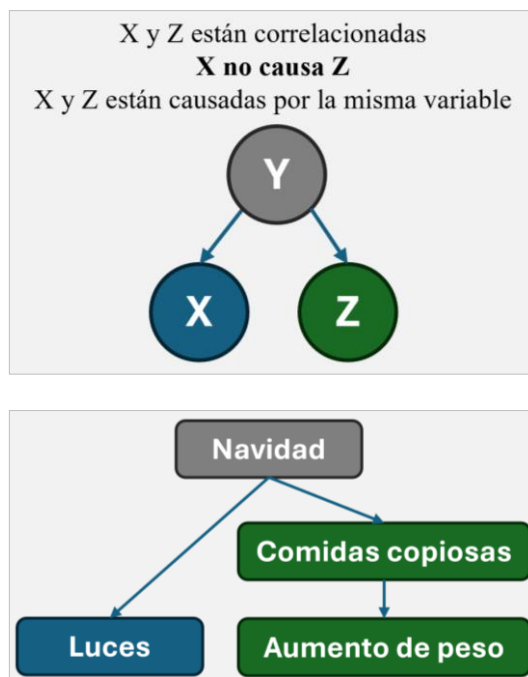 X y Z están correlacionadas
X no causa Z
X y Z están causadas por la misma variable
Y
X Z
Navidad
Comidas copiosas
Luces Aumento de peso